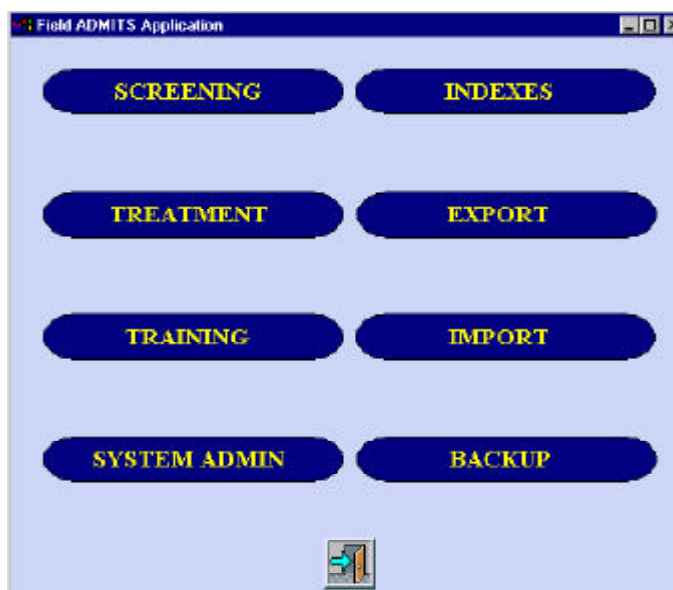 Field ADMITS Application
SCREENING INDEXES
TREATMENT EXPORT
TRAINING IMPORT
SYSTEM ADMIN BACKUP